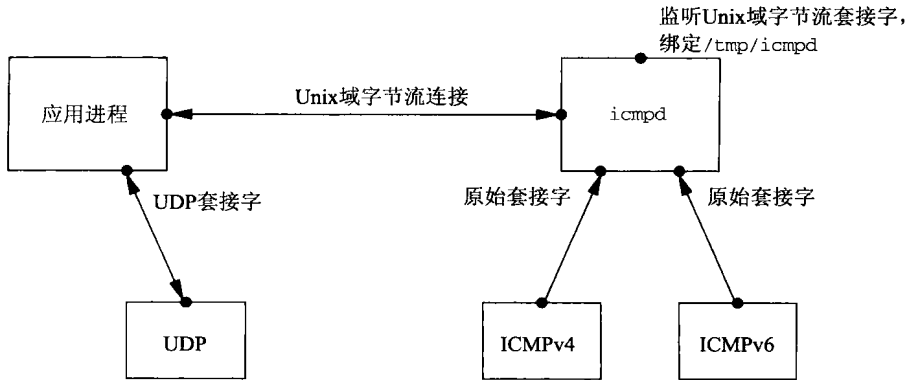 监听Unix域字节流套接字，
绑定/tmp/icmpd
应用进程
Unix域字节流连接
icmpd
UDP套接字
原始套接字
原始套接字
UDP
ICMPv4
ICMPv6